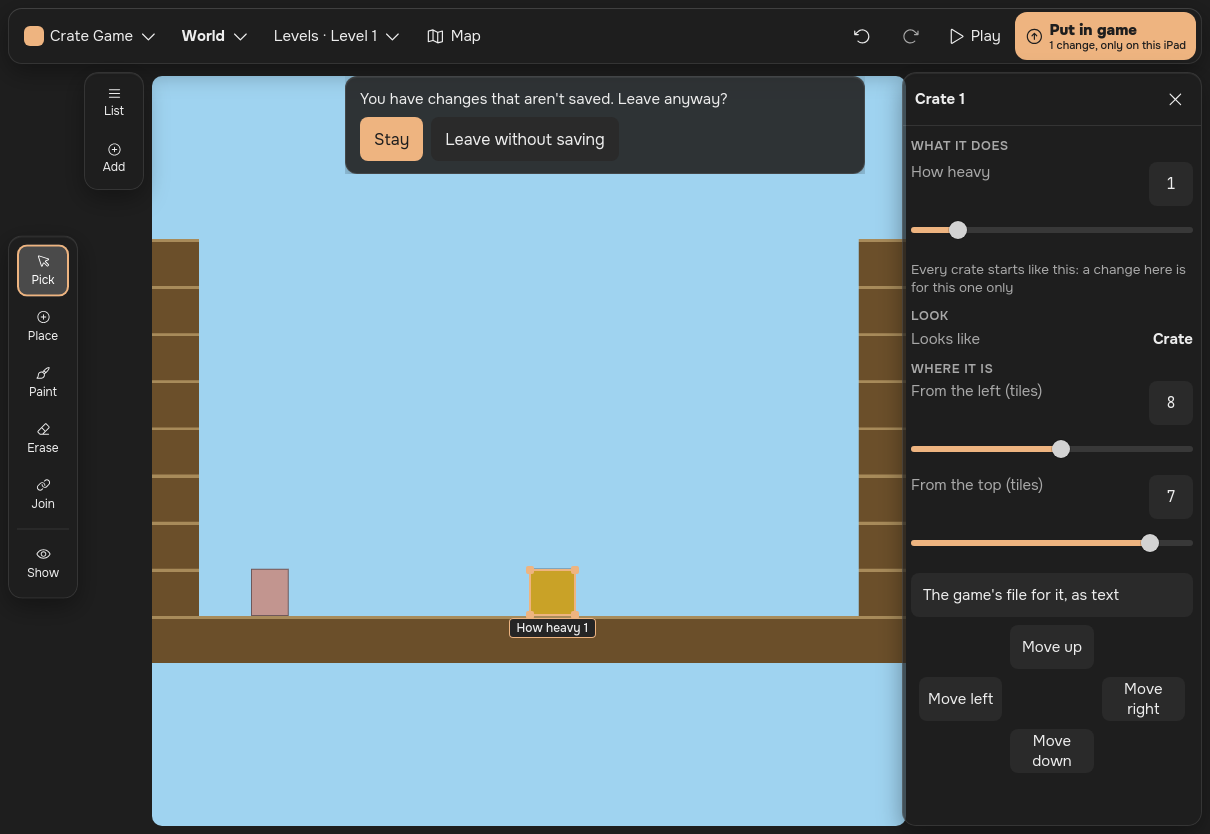 Crate Game
World
Levels · Level 1
Map
Play
Put in game
1 change, only on this iPad
List
Add
Pick
Place
Paint
Erase
Join
Show
You have changes that aren't saved. Leave anyway?
Stay
Leave without saving
How heavy 1
Crate 1
WHAT IT DOES
How heavy
1
Every crate starts like this: a change here is
for this one only
LOOK
Looks like
Crate
WHERE IT IS
From the left (tiles)
8
From the top (tiles)
7
The game's file for it, as text
Move up
Move left
Move
right
Move
down